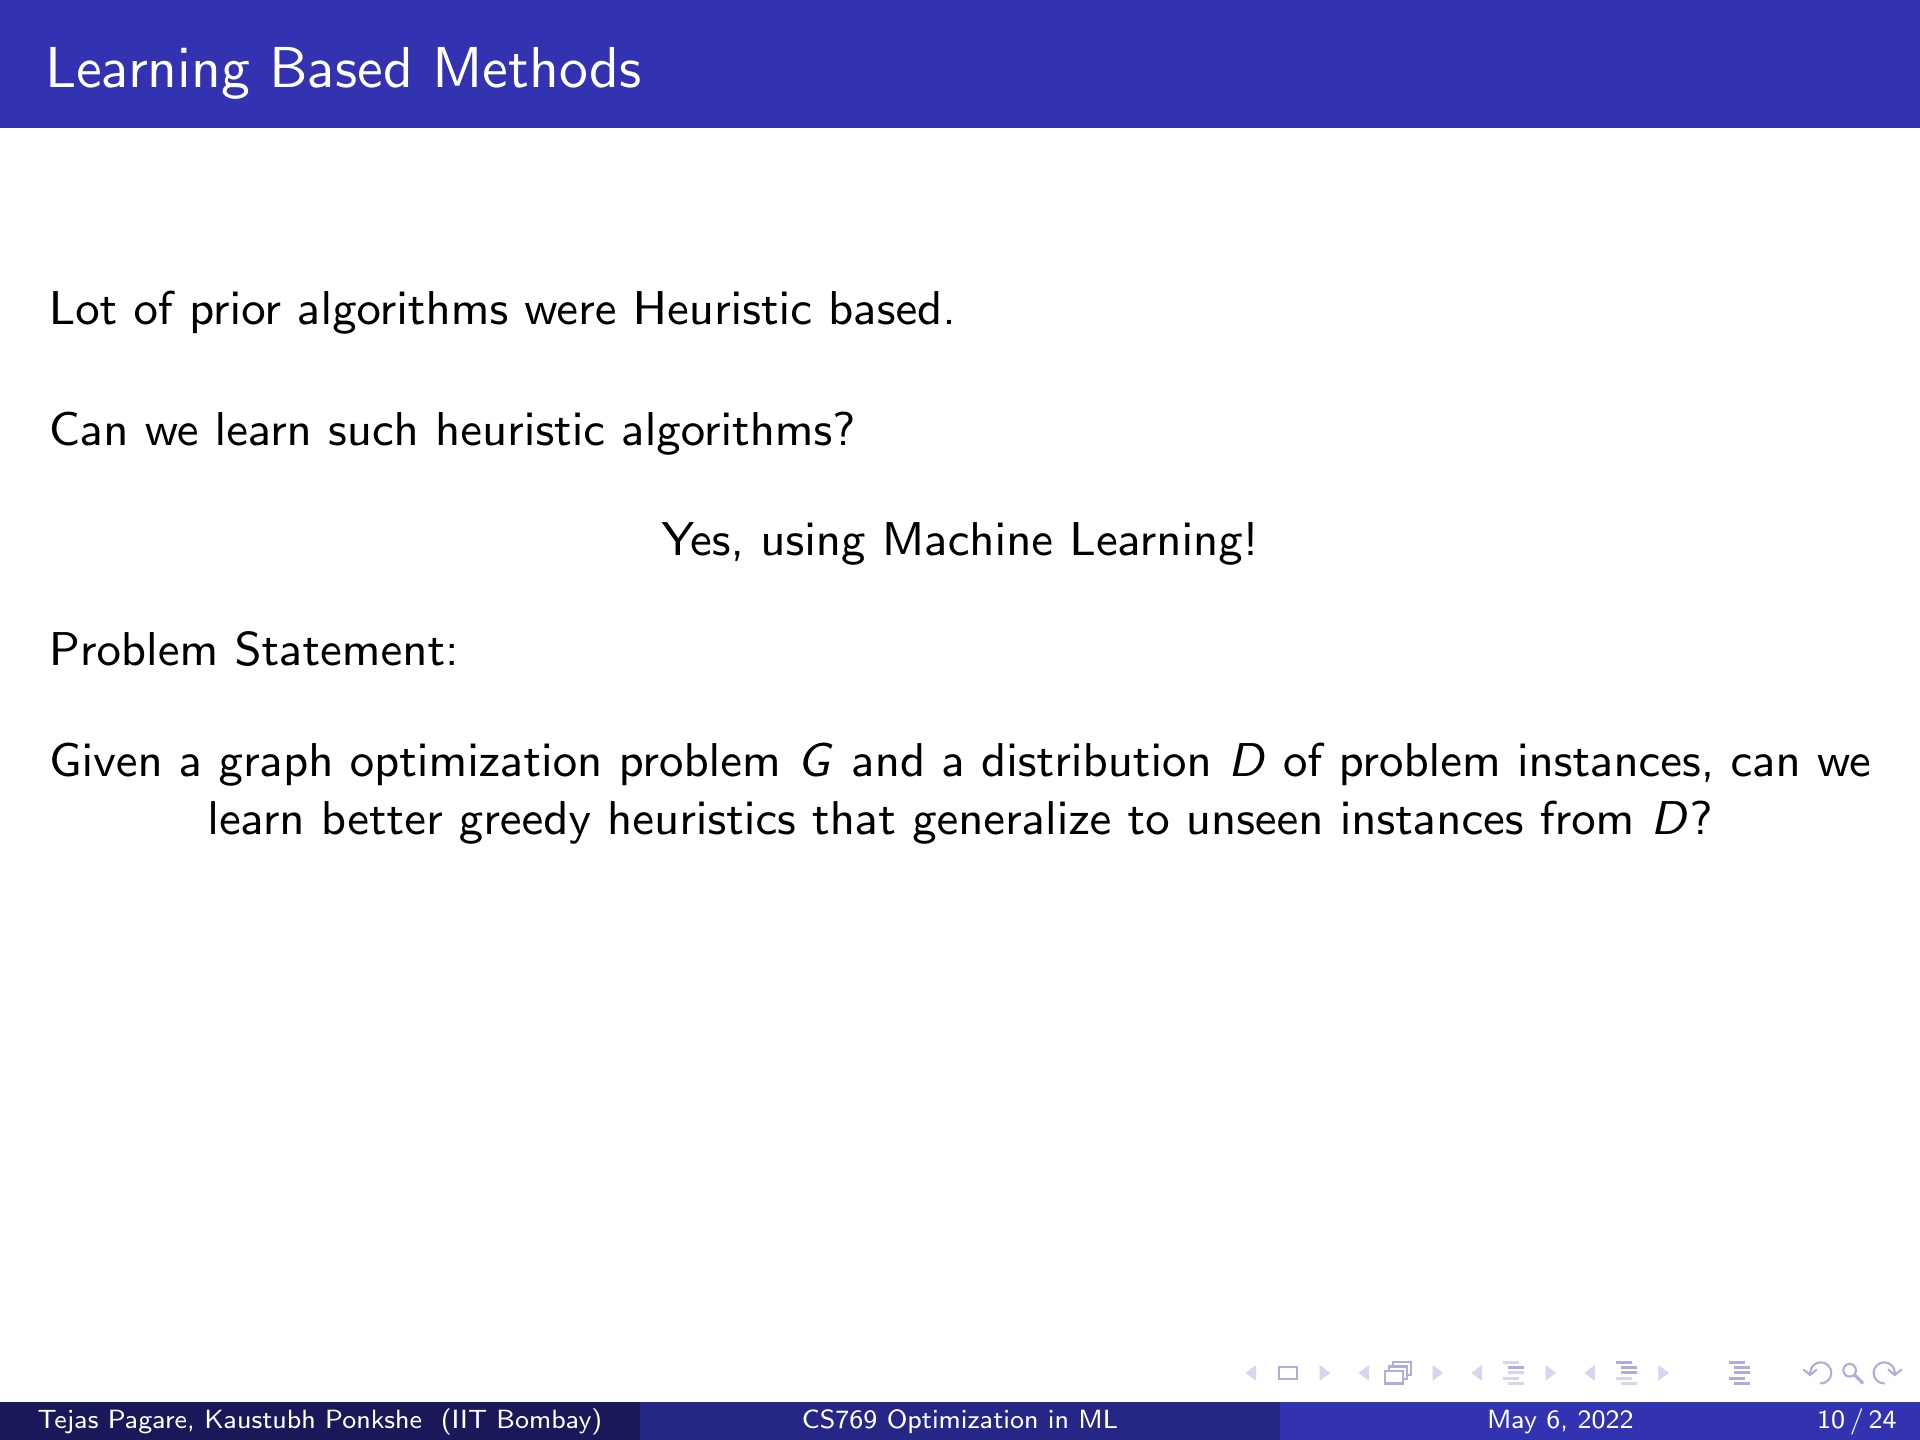 Learning Based Methods
Lot of prior algorithms were Heuristic based.
Can we learn such heuristic algorithms?
Yes, using Machine Learning!
Problem Statement:
Given a graph optimization problem G and a distribution D of problem instances, can we
learn better greedy heuristics that generalize to unseen instances from D?
Tejas Pagare, Kaustubh Ponkshe (IIT Bombay)
CS769 Optimization in ML
May 6, 2022
10 / 24